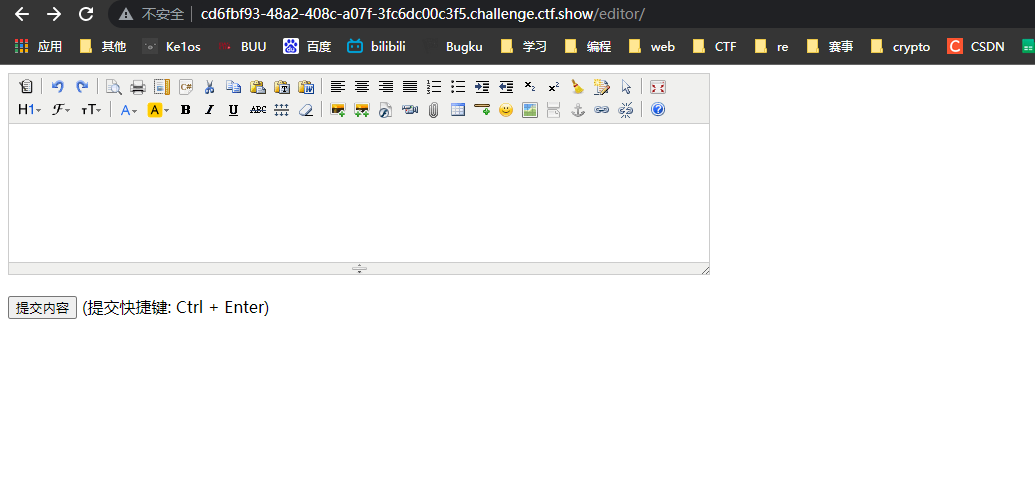 不安全 cd6fbf93-48a2-408c-a07f-3fc6dc00c3f5.challenge.ctf.show/editor/
应用 其他 Ke1os BUU 百度 bilibili Bugku 学习 编程 web CTF re 赛事 crypto CSDN
H1 F тT A A B I U ABC
提交内容 (提交快捷键: Ctrl + Enter)